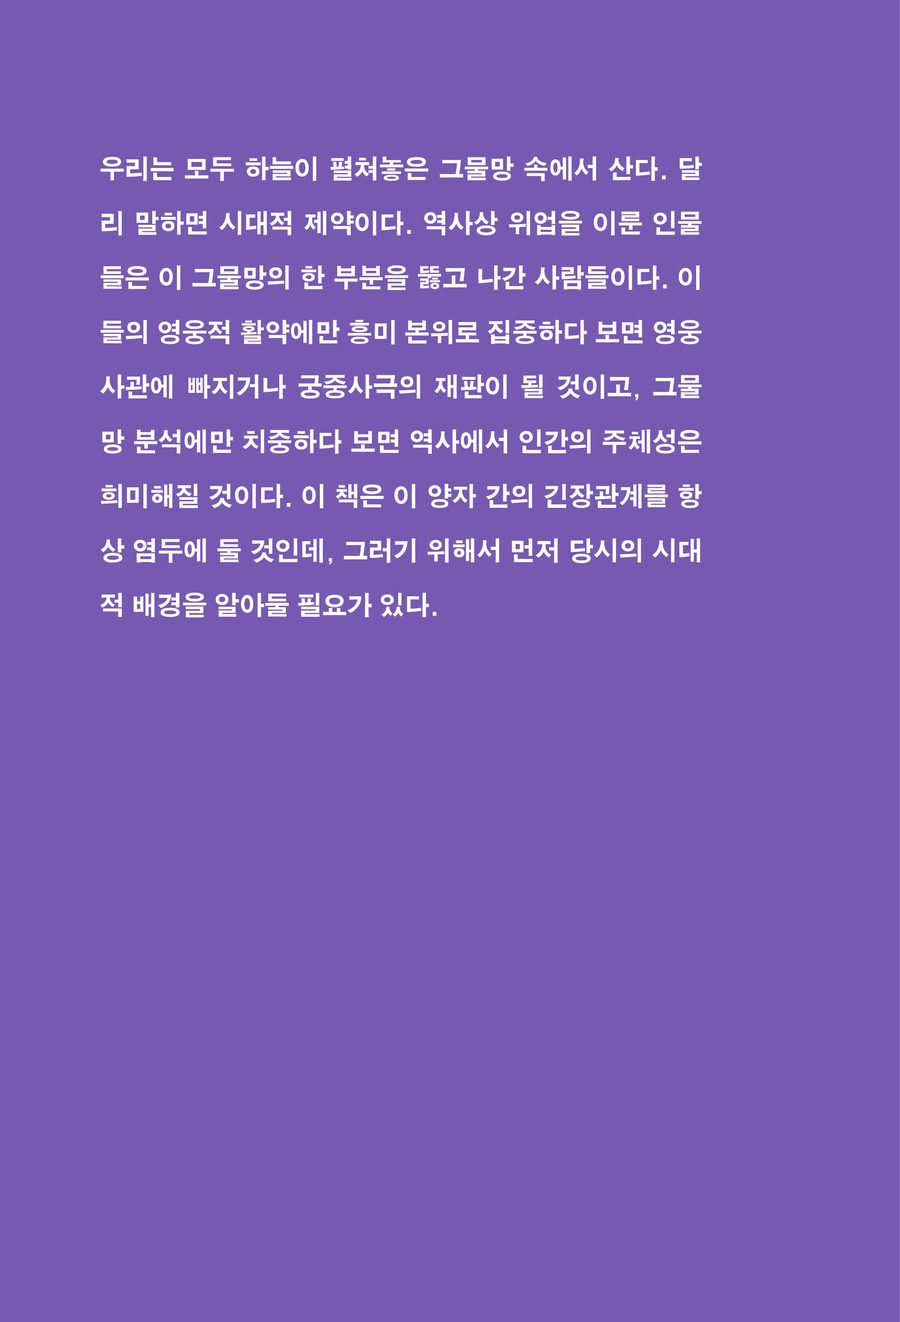 우리는 모두 하늘이 펼쳐놓은 그물망 속에서 산다. 달
리 말하면 시대적 제약이다. 역사상 위업을 이룬 인물
들은 이 그물망의 한 부분을 뚫고 나간 사람들이다. 이
들의 영웅적 활약에만 흥미 본위로 집중하다 보면 영웅
사관에 빠지거나 궁중사극의 재판이 될 것이고, 그물
망 분석에만 치중하다 보면 역사에서 인간의 주체성은
희미해질 것이다. 이 책은 이 양자 간의 긴장관계를 항
상 염두에 둘 것인데, 그러기 위해서 먼저 당시의 시대
적 배경을 알아둘 필요가 있다.